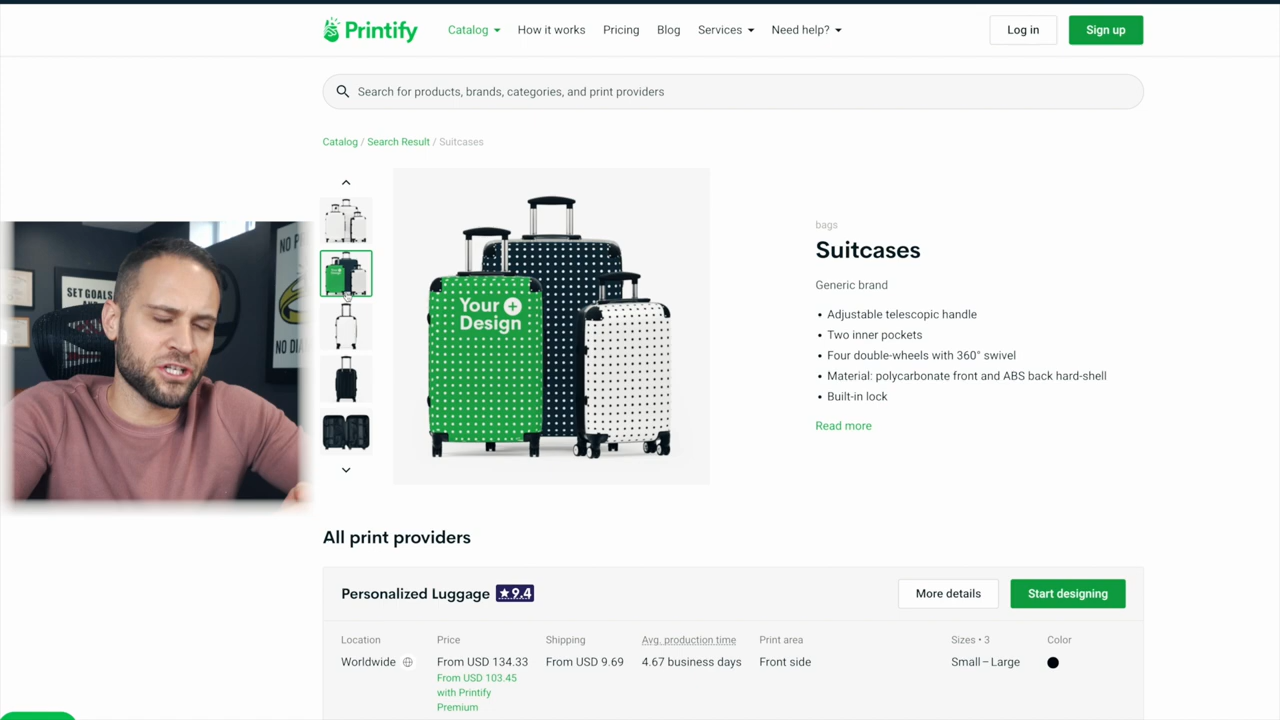 Printify
Catalog
How it works
Pricing
Blog
Services
Need help?
Log in
Sign up
Search for products, brands, categories, and print providers
Catalog / Search Result / Suitcases
Your
Design
bags
Suitcases
Generic brand
• Adjustable telescopic handle
• Two inner pockets
• Four double-wheels with 360° swivel
• Material: polycarbonate front and ABS back hard-shell
• Built-in lock
Read more
SET GOALS
NO
NO
All print providers
Personalized Luggage ★ 9.4
More details
Start designing
Location
Price
Shipping
Avg. production time
Print area
Sizes • 3
Color
Worldwide
From USD 134.33
From USD 9.69
4.67 business days
Front side
Small – Large
From USD 103.45
with Printify
Premium